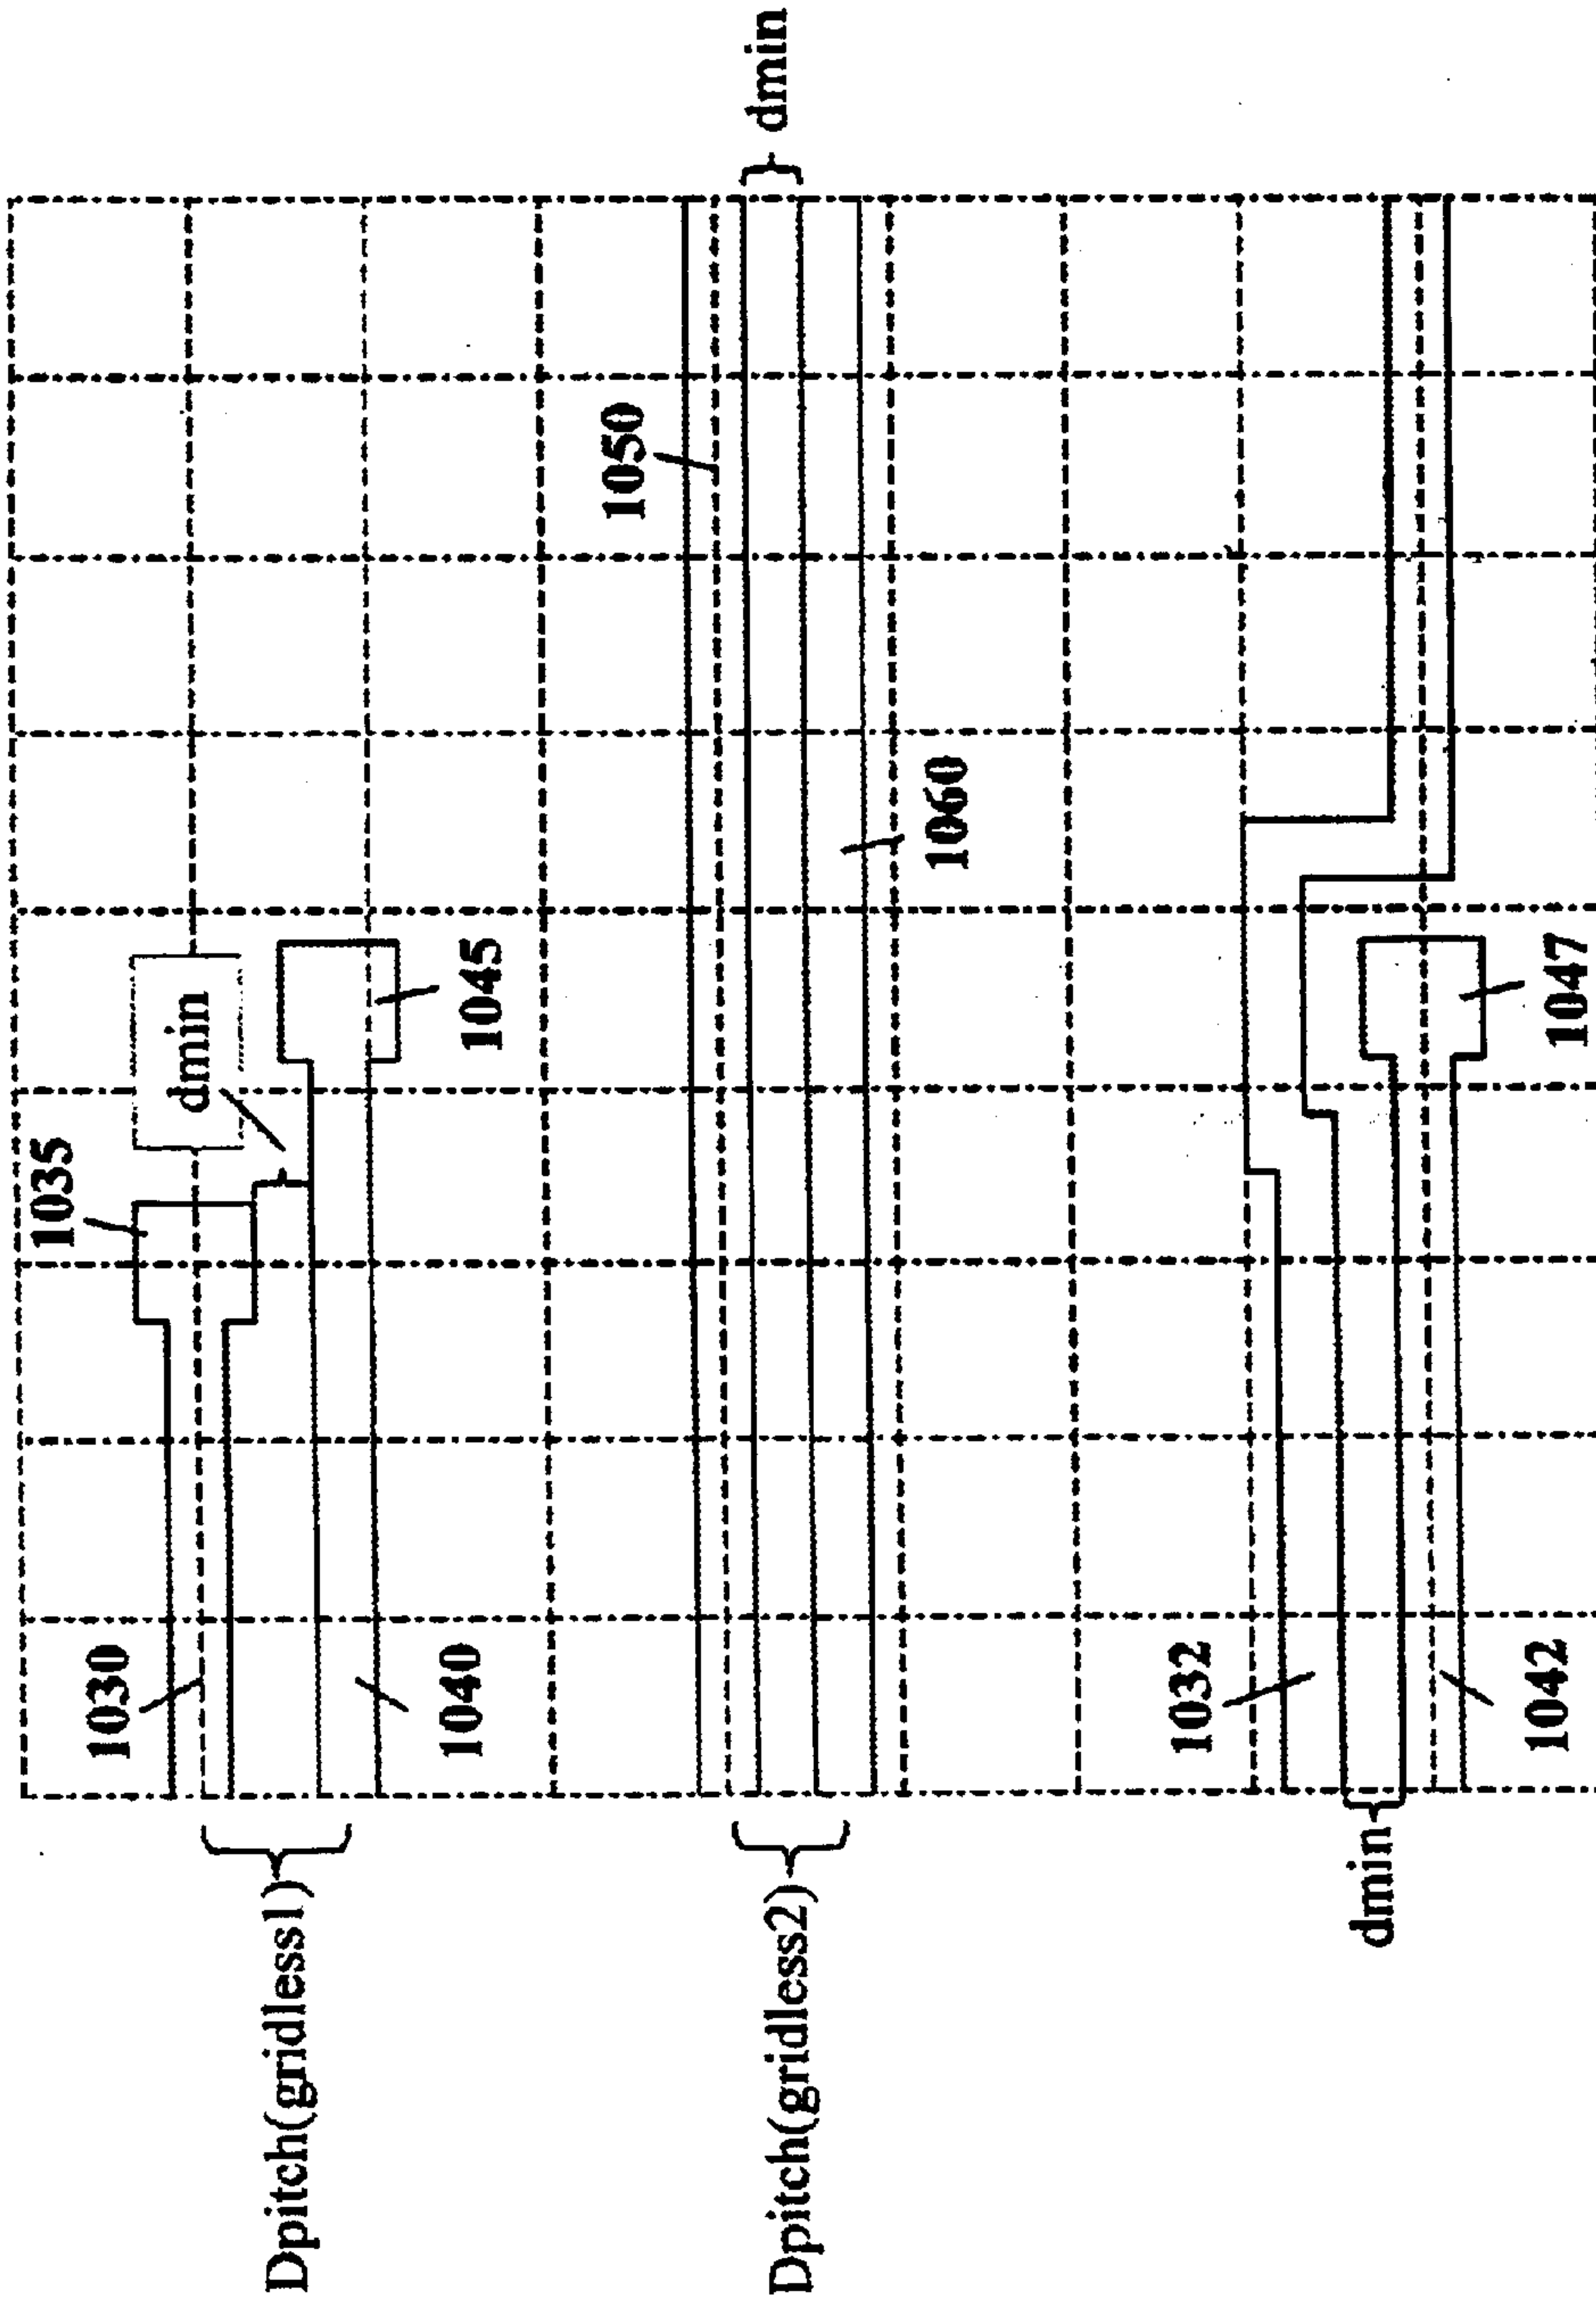 1035
dmin
1030
1045
1040
Dpitch(gridless1)
1050
dmin
1060
Dpitch(gridless2)
1032
1047
1042
dmin